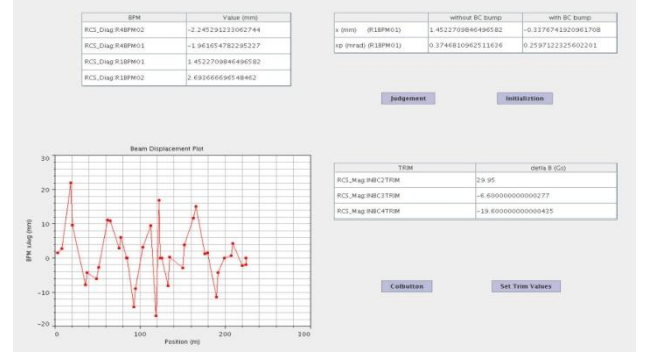 BPM Value (mm)
RCS_Diag:R4BPM02 -2.245291233062744
RCS_Diag:R4BPM01 -1.961654782295227
RCS_Diag:R1BPM01 1.4522709846496582
RCS_Diag:R1BPM02 2.692666696548462
without BC bump with BC bump
x (mm) (R1BPM01) 1.4522709846496582 -0.3376741920961708
xp (mrad) (R1BPM01) 0.3746810962511636 0.2597122325602201
Judgement Initializtion
Beam Displacement Plot
30
20
10
0
-10
-20
BPM xAvg (mm)
0 100 200 300
Position (m)
TRIM delta B (Gs)
RCS_Mag:INBC2TRIM 29.95
RCS_Mag:INBC3TRIM -6.600000000000277
RCS_Mag:INBC4TRIM -19.600000000000435
Colbutton Set Trim Values